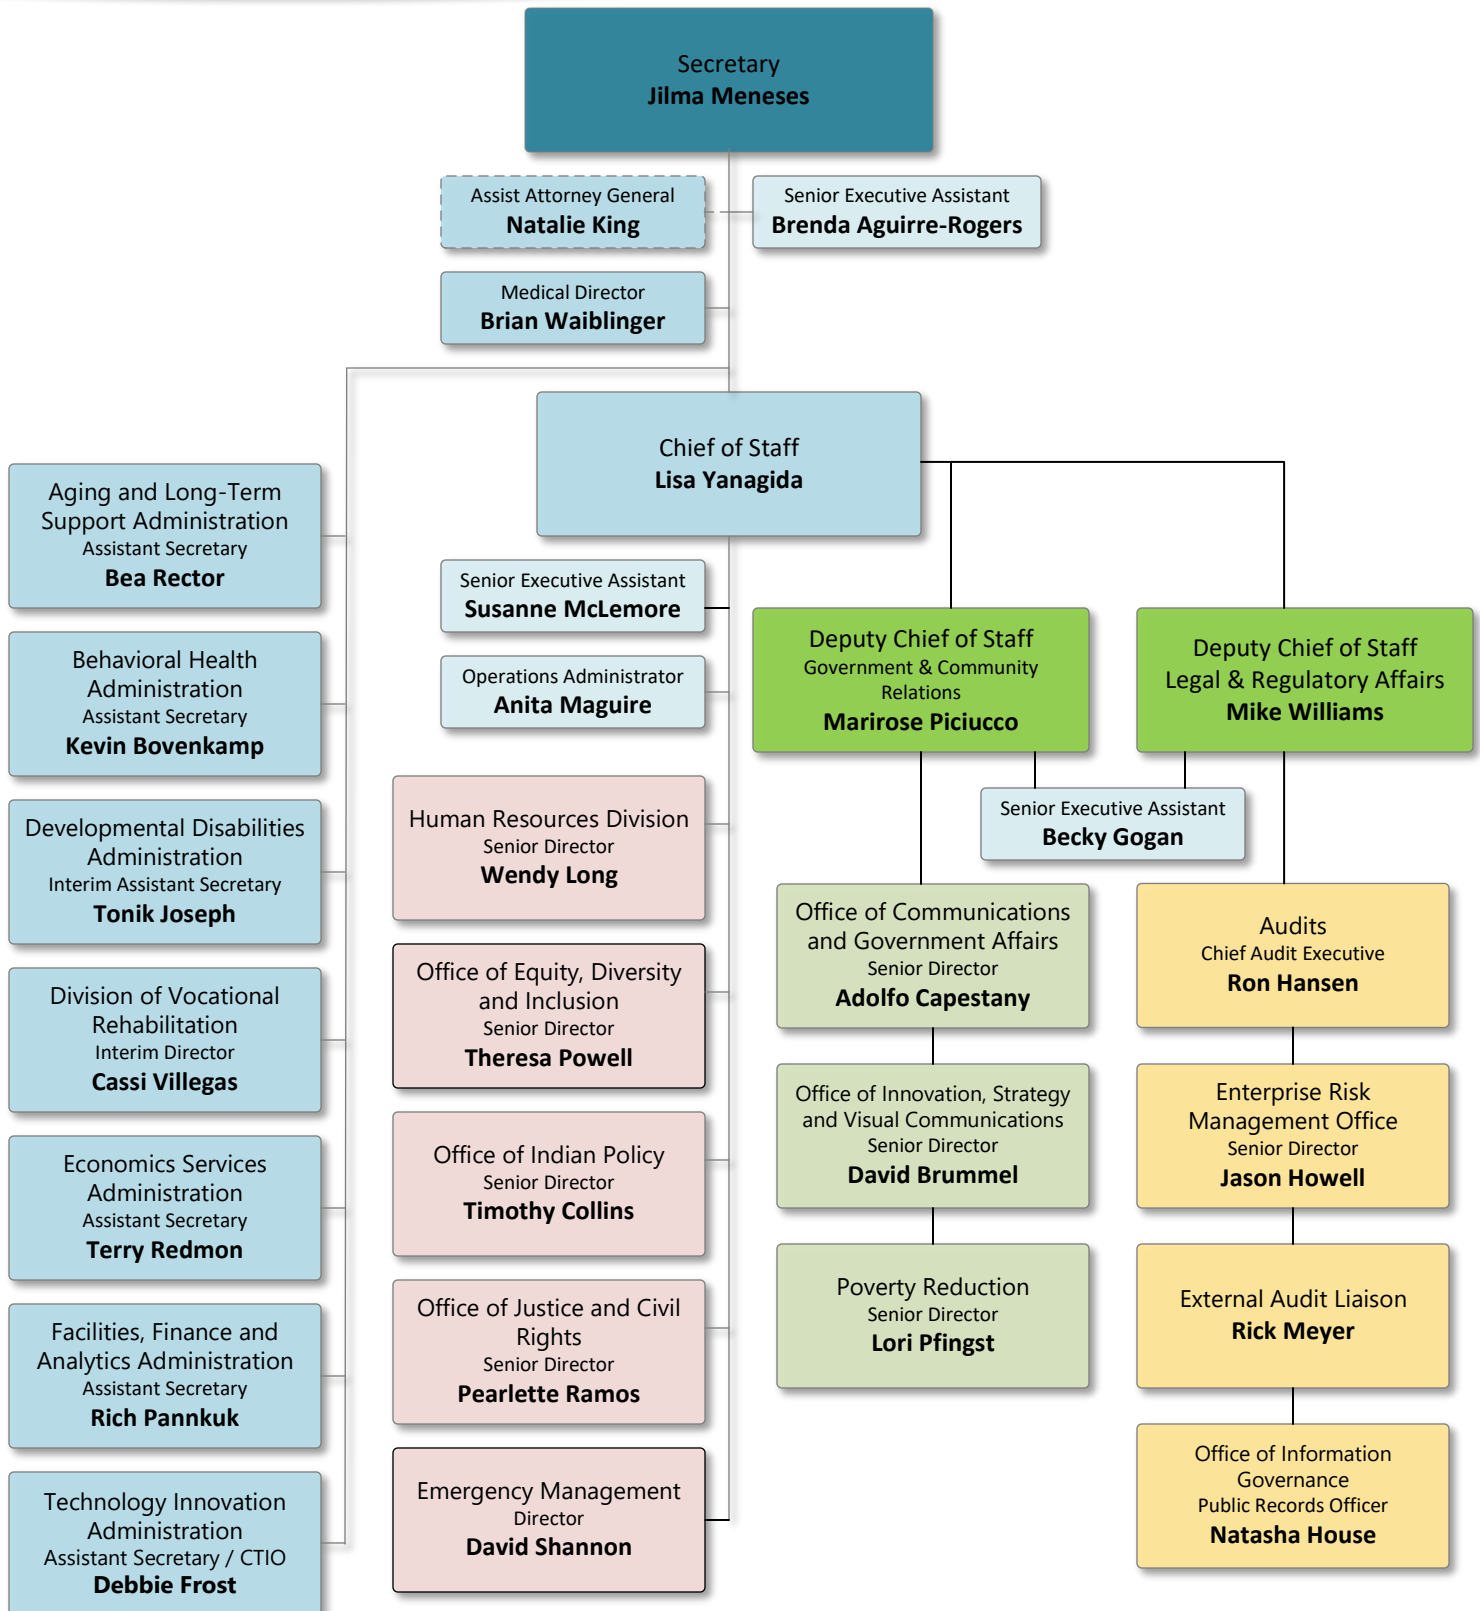 Secretary
Jilma Meneses
Assist Attorney General
Natalie King
Senior Executive Assistant
Brenda Aguirre-Rogers
Medical Director
Brian Waiblinger
Chief of Staff
Lisa Yanagida
Aging and Long-Term
Support Administration
Assistant Secretary
Bea Rector
Behavioral Health
Administration
Assistant Secretary
Kevin Bovenkamp
Developmental Disabilities
Administration
Interim Assistant Secretary
Tonik Joseph
Division of Vocational
Rehabilitation
Interim Director
Cassi Villegas
Economics Services
Administration
Assistant Secretary
Terry Redmon
Facilities, Finance and
Analytics Administration
Assistant Secretary
Rich Pannkuk
Technology Innovation
Administration
Assistant Secretary / CTIO
Debbie Frost
Senior Executive Assistant
Susanne McLemore
Operations Administrator
Anita Maguire
Human Resources Division
Senior Director
Wendy Long
Office of Equity, Diversity
and Inclusion
Senior Director
Theresa Powell
Office of Indian Policy
Senior Director
Timothy Collins
Office of Justice and Civil
Rights
Senior Director
Pearlette Ramos
Emergency Management
Director
David Shannon
Deputy Chief of Staff
Government & Community
Relations
Marirose Piciucco
Deputy Chief of Staff
Legal & Regulatory Affairs
Mike Williams
Senior Executive Assistant
Becky Gogan
Office of Communications
and Government Affairs
Senior Director
Adolfo Capestany
Office of Innovation, Strategy
and Visual Communications
Senior Director
David Brummel
Poverty Reduction
Senior Director
Lori Pfingst
Audits
Chief Audit Executive
Ron Hansen
Enterprise Risk
Management Office
Senior Director
Jason Howell
External Audit Liaison
Rick Meyer
Office of Information
Governance
Public Records Officer
Natasha House